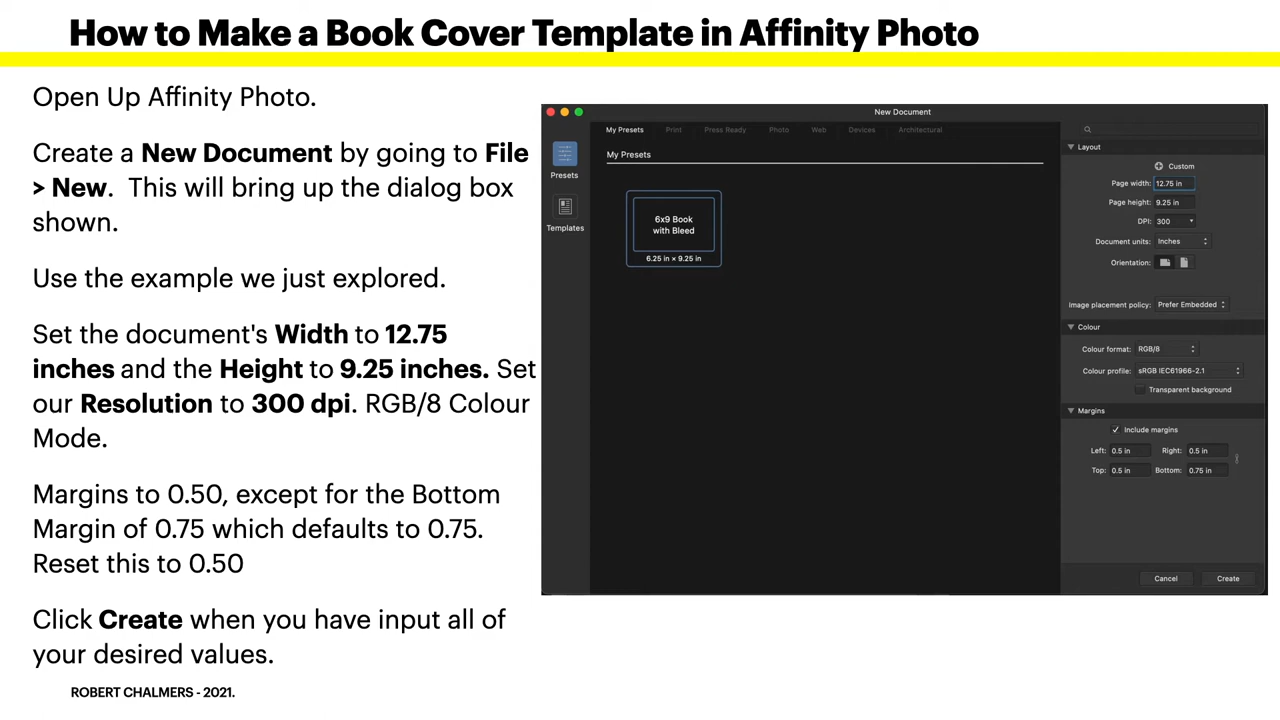 How to Make a Book Cover Template in Affinity Photo
Open Up Affinity Photo.
Create a New Document by going to File
> New. This will bring up the dialog box
shown.
Use the example we just explored.
Set the document's Width to 12.75
inches and the Height to 9.25 inches. Set
our Resolution to 300 dpi. RGB/8 Colour
Mode.
Margins to 0.50, except for the Bottom
Margin of 0.75 which defaults to 0.75.
Reset this to 0.50
Click Create when you have input all of
your desired values.
ROBERT CHALMERS - 2021.
New Document
My Presets Print Press Ready Photo Web Devices Architectural
Presets
Templates
My Presets
6x9 Book
with Bleed
6.25 in × 9.25 in
Layout
Custom
Page width: 12.75 in
Page height: 9.25 in
DPI: 300
Document units: Inches
Orientation:
Image placement policy: Prefer Embedded
Colour
Colour format: RGB/8
Colour profile: sRGB IEC61966-2.1
Transparent background
Margins
Include margins
Left: 0.5 in Right: 0.5 in
Top: 0.5 in Bottom: 0.75 in
Cancel Create